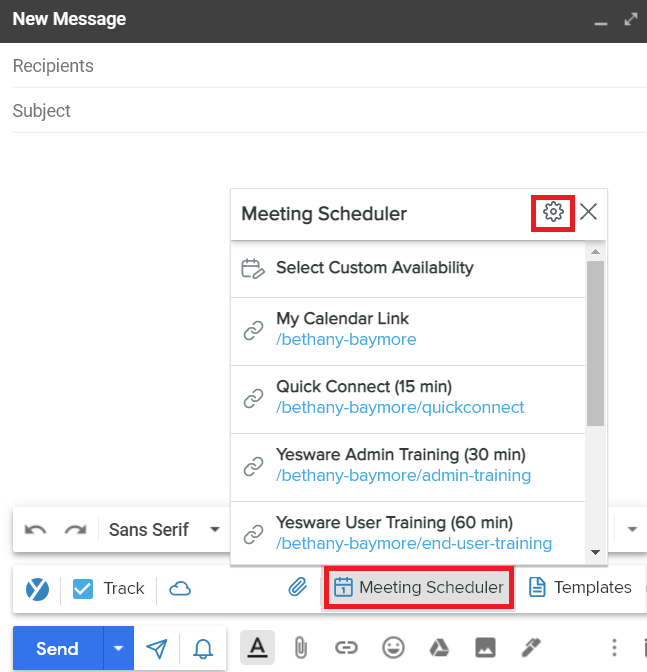 New Message
Recipients
Subject
Meeting Scheduler
Select Custom Availability
My Calendar Link
/bethany-baymore
Quick Connect (15 min)
/bethany-baymore/quickconnect
Yesware Admin Training (30 min)
/bethany-baymore/admin-training
Yesware User Training (60 min)
/bethany-baymore/end-user-training
Sans Serif
Track 1 Meeting Scheduler Templates
Send A